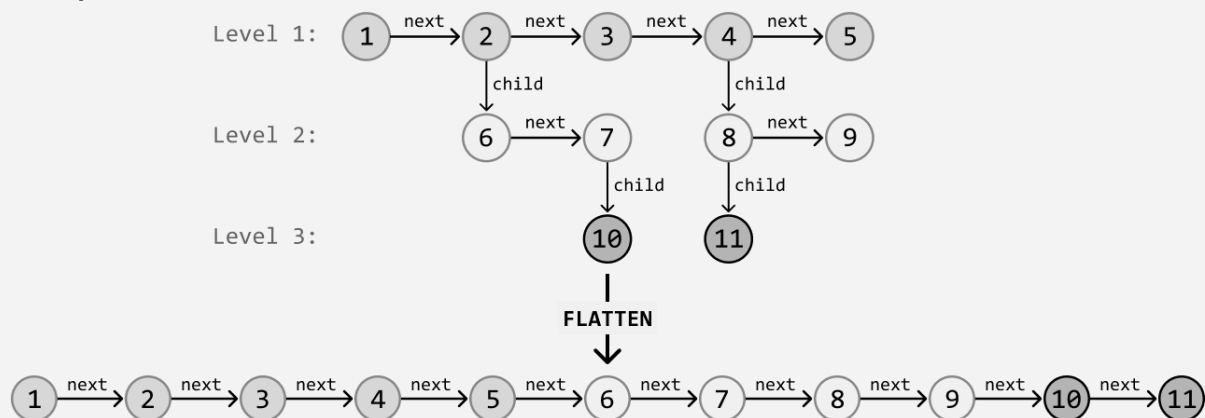 Level 1: 1 next 2 next 3 next 4 next 5
child child
Level 2: 6 next 7 8 next 9
child child
Level 3: 10 11
FLATTEN
1 next 2 next 3 next 4 next 5 next 6 next 7 next 8 next 9 next 10 next 11